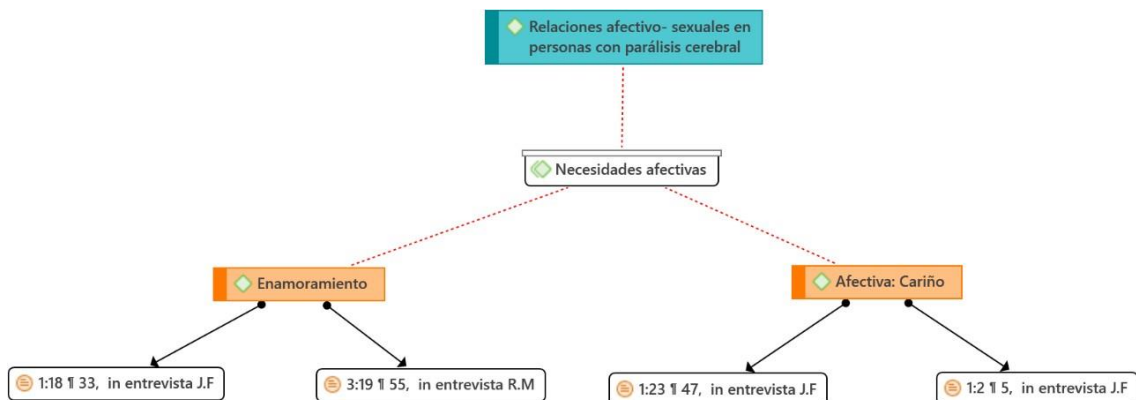 Relaciones afectivo- sexuales en
personas con parálisis cerebral
Necesidades afectivas
Enamoramiento
Afectiva: Cariño
1:18 ¶ 33, in entrevista J.F
3:19 ¶ 55, in entrevista R.M
1:23 ¶ 47, in entrevista J.F
1:2 ¶ 5, in entrevista J.F